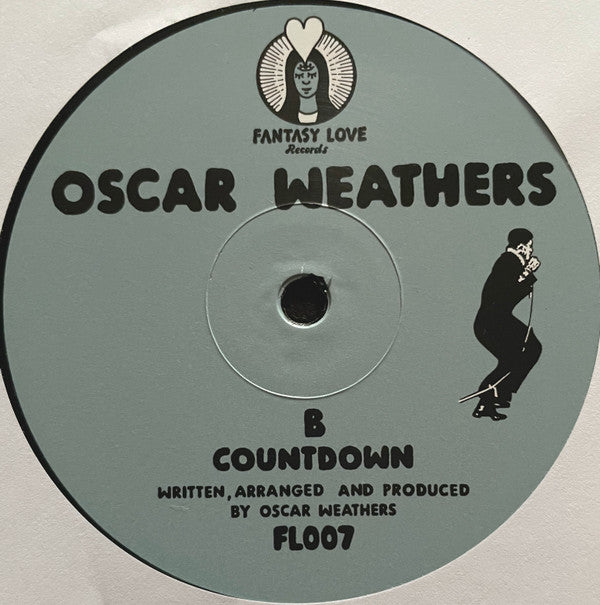 FANTASY LOVE
Records
OSCAR WEATHERS
B
COUNTDOWN
WRITTEN, ARRANGED AND PRODUCED
BY OSCAR WEATHERS
FL007